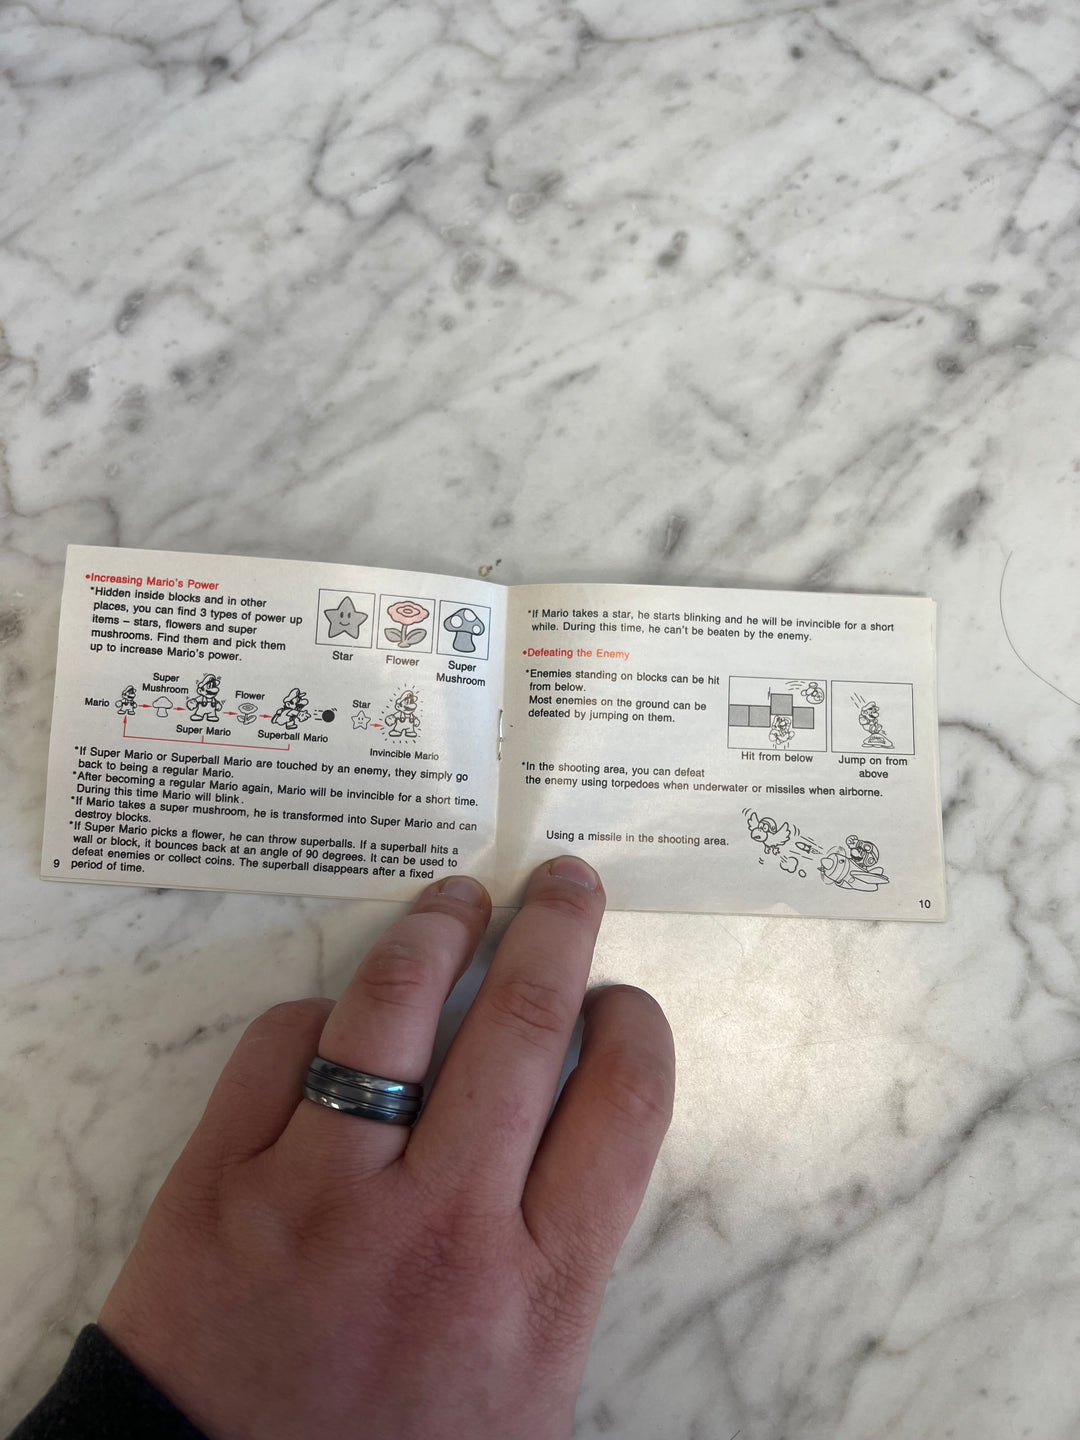 •Increasing Mario's Power
*Hidden inside blocks and in other
places, you can find 3 types of power up
items – stars, flowers and super
mushrooms. Find them and pick them
up to increase Mario's power.
Star
Flower
Super
Mushroom
Mario
Super
Mushroom
Super Mario
Flower
Superball Mario
Star
Invincible Mario
*If Super Mario or Superball Mario are touched by an enemy, they simply go
back to being a regular Mario.
*After becoming a regular Mario again, Mario will be invincible for a short time.
During this time Mario will blink.
*If Mario takes a super mushroom, he is transformed into Super Mario and can
destroy blocks.
*If Super Mario picks a flower, he can throw superballs. If a superball hits a
wall or block, it bounces back at an angle of 90 degrees. It can be used to
defeat enemies or collect coins. The superball disappears after a fixed
period of time.
9
*If Mario takes a star, he starts blinking and he will be invincible for a short
while. During this time, he can't be beaten by the enemy.
•Defeating the Enemy
*Enemies standing on blocks can be hit
from below.
Most enemies on the ground can be
defeated by jumping on them.
Hit from below
Jump on from
above
*In the shooting area, you can defeat
the enemy using torpedoes when underwater or missiles when airborne.
Using a missile in the shooting area.
10